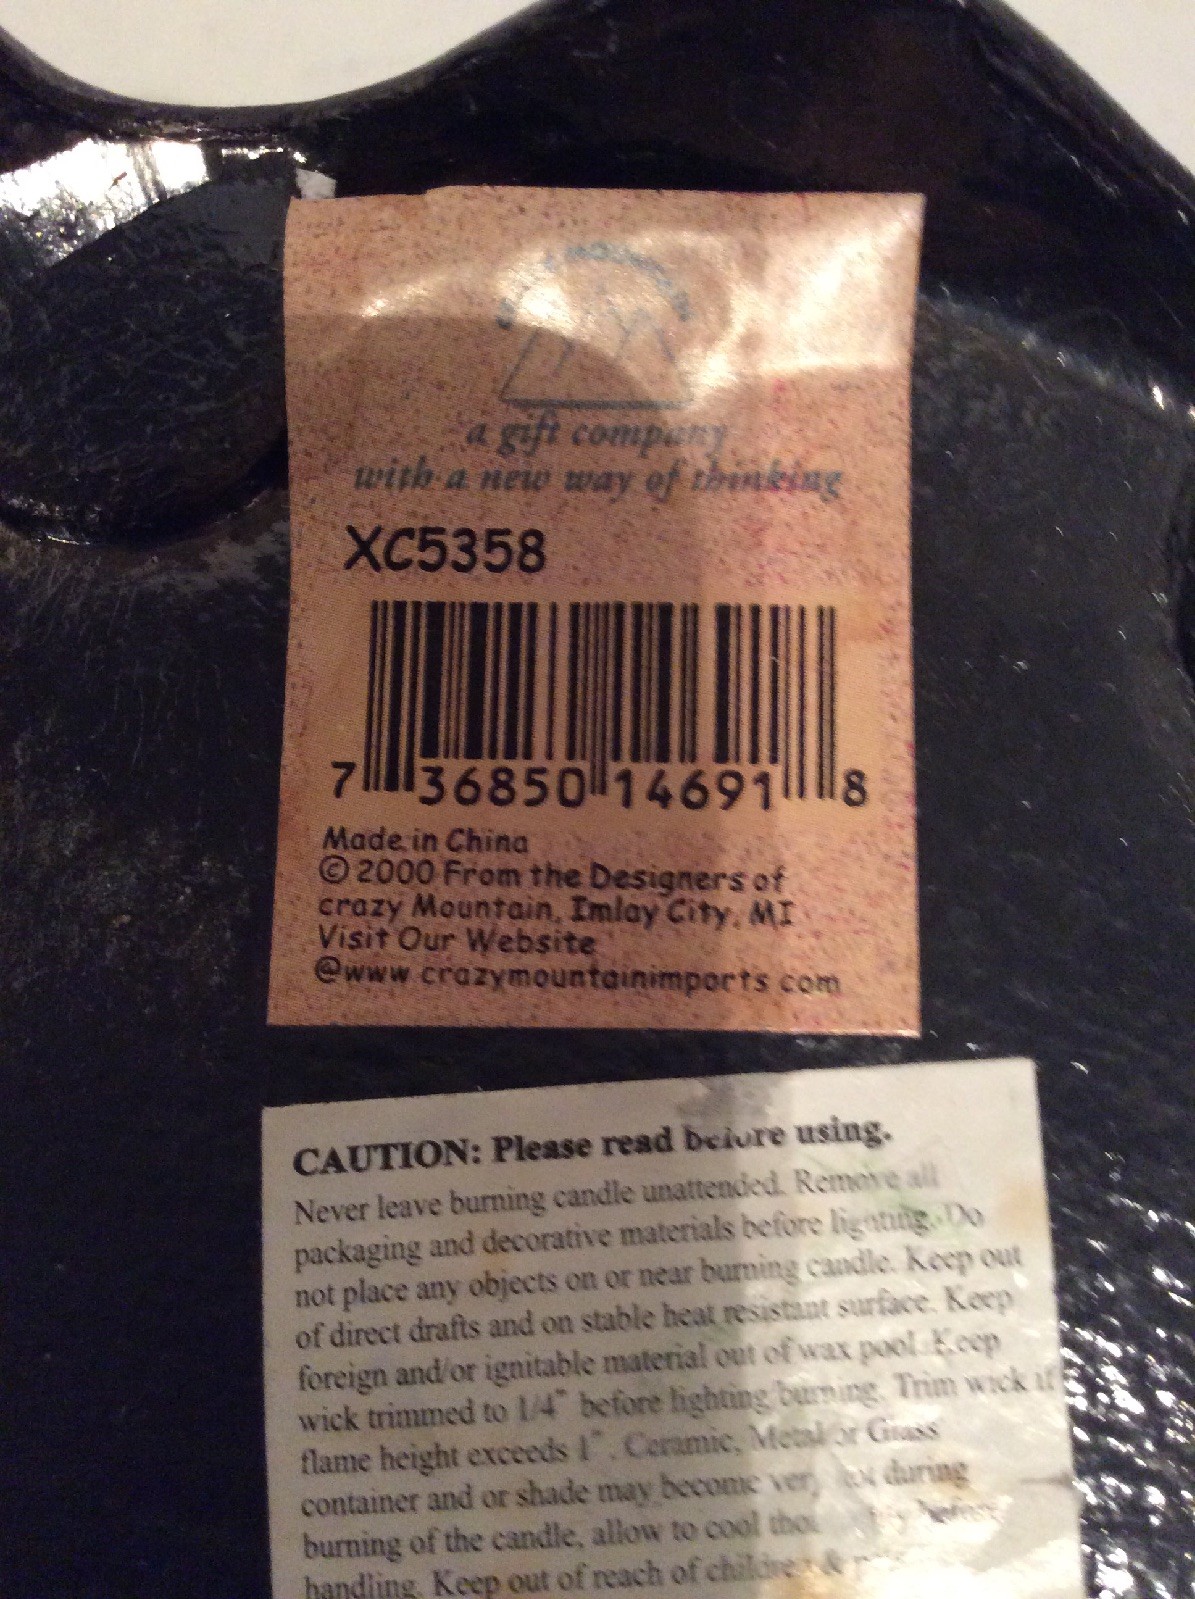 a gift company
with a new way of thinking
XC5358
7 36850 14691 8
Made in China
© 2000 From the Designers of
crazy Mountain, Imlay City, MI
Visit Our Website
@www crazymountainimports com
CAUTION: Please read before using.
Never leave burning candle unattended. Remove all
packaging and decorative materials before lighting. Do
not place any objects on or near burning candle. Keep out
of direct drafts and on stable heat resistant surface. Keep
foreign and/or ignitable material out of wax pool. Keep
wick trimmed to 1/4" before lighting/burning. Trim wick if
flame height exceeds 1". Ceramic, Metal or Glass
container and or shade may become very hot during
burning of the candle, allow to cool before
handling. Keep out of reach of children &